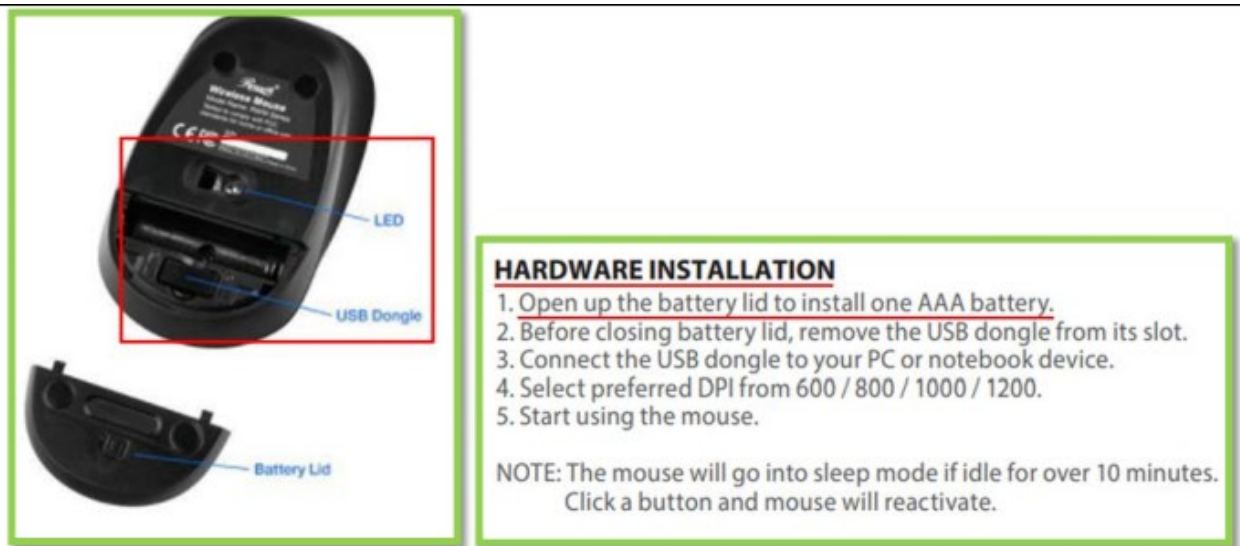 Wireless Mouse
LED
USB Dongle
Battery Lid
HARDWARE INSTALLATION
1. Open up the battery lid to install one AAA battery.
2. Before closing battery lid, remove the USB dongle from its slot.
3. Connect the USB dongle to your PC or notebook device.
4. Select preferred DPI from 600 / 800 / 1000 / 1200.
5. Start using the mouse.
NOTE: The mouse will go into sleep mode if idle for over 10 minutes.
Click a button and mouse will reactivate.